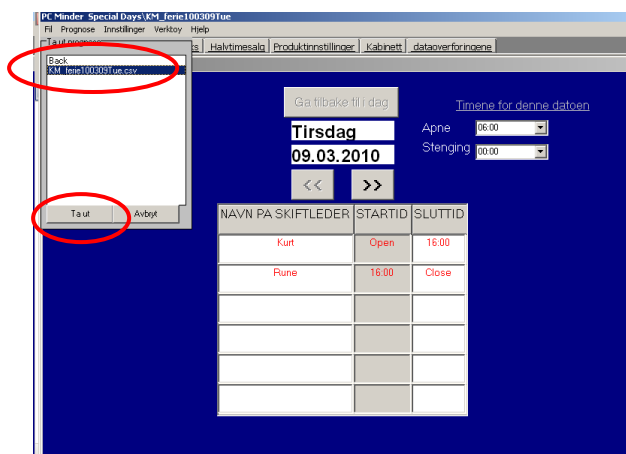 PC Minder Special Days\KM_ferie100309Tue
Fil Prognose Innstillinger Verktoy Hjelp
Ta ut prognose
Halvtimesalg Produktinnstillinger Kabinett dataoverforingene
Back
KM_ferie100309Tue.csv
Ga tilbake til i dag
Timene for denne datoen
Tirsdag
Apne 06:00
09.03.2010
Stenging 00:00
<< >>
Ta ut Avbryt
NAVN PA SKIFTLEDER STARTID SLUTTID
Kurt Open 16:00
Rune 16:00 Close